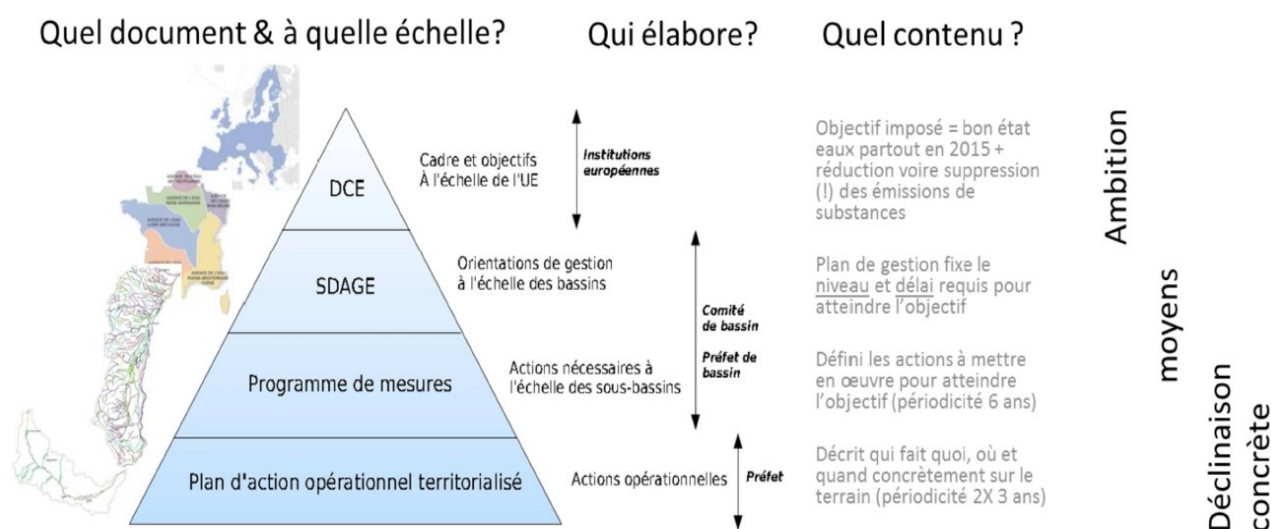 Quel document & à quelle échelle?
Qui élabore?
Quel contenu ?
DCE
Cadre et objectifs
À l'échelle de l'UE
Institutions
européennes
Objectif imposé = bon état
eaux partout en 2015 +
réduction voire suppression
(!) des émissions de
substances
Ambition
SDAGE
Orientations de gestion
à l'échelle des bassins
Comité
de bassin
Préfet de
bassin
Plan de gestion fixe le
niveau et délai requis pour
atteindre l'objectif
moyens
Programme de mesures
Actions nécessaires à
l'échelle des sous-bassins
Défini les actions à mettre
en œuvre pour atteindre
l'objectif (périodicité 6 ans)
Plan d'action opérationnel territorialisé
Actions opérationnelles
Préfet
Décrit qui fait quoi, où et
quand concrètement sur le
terrain (périodicité 2X 3 ans)
Déclinaison
concrète